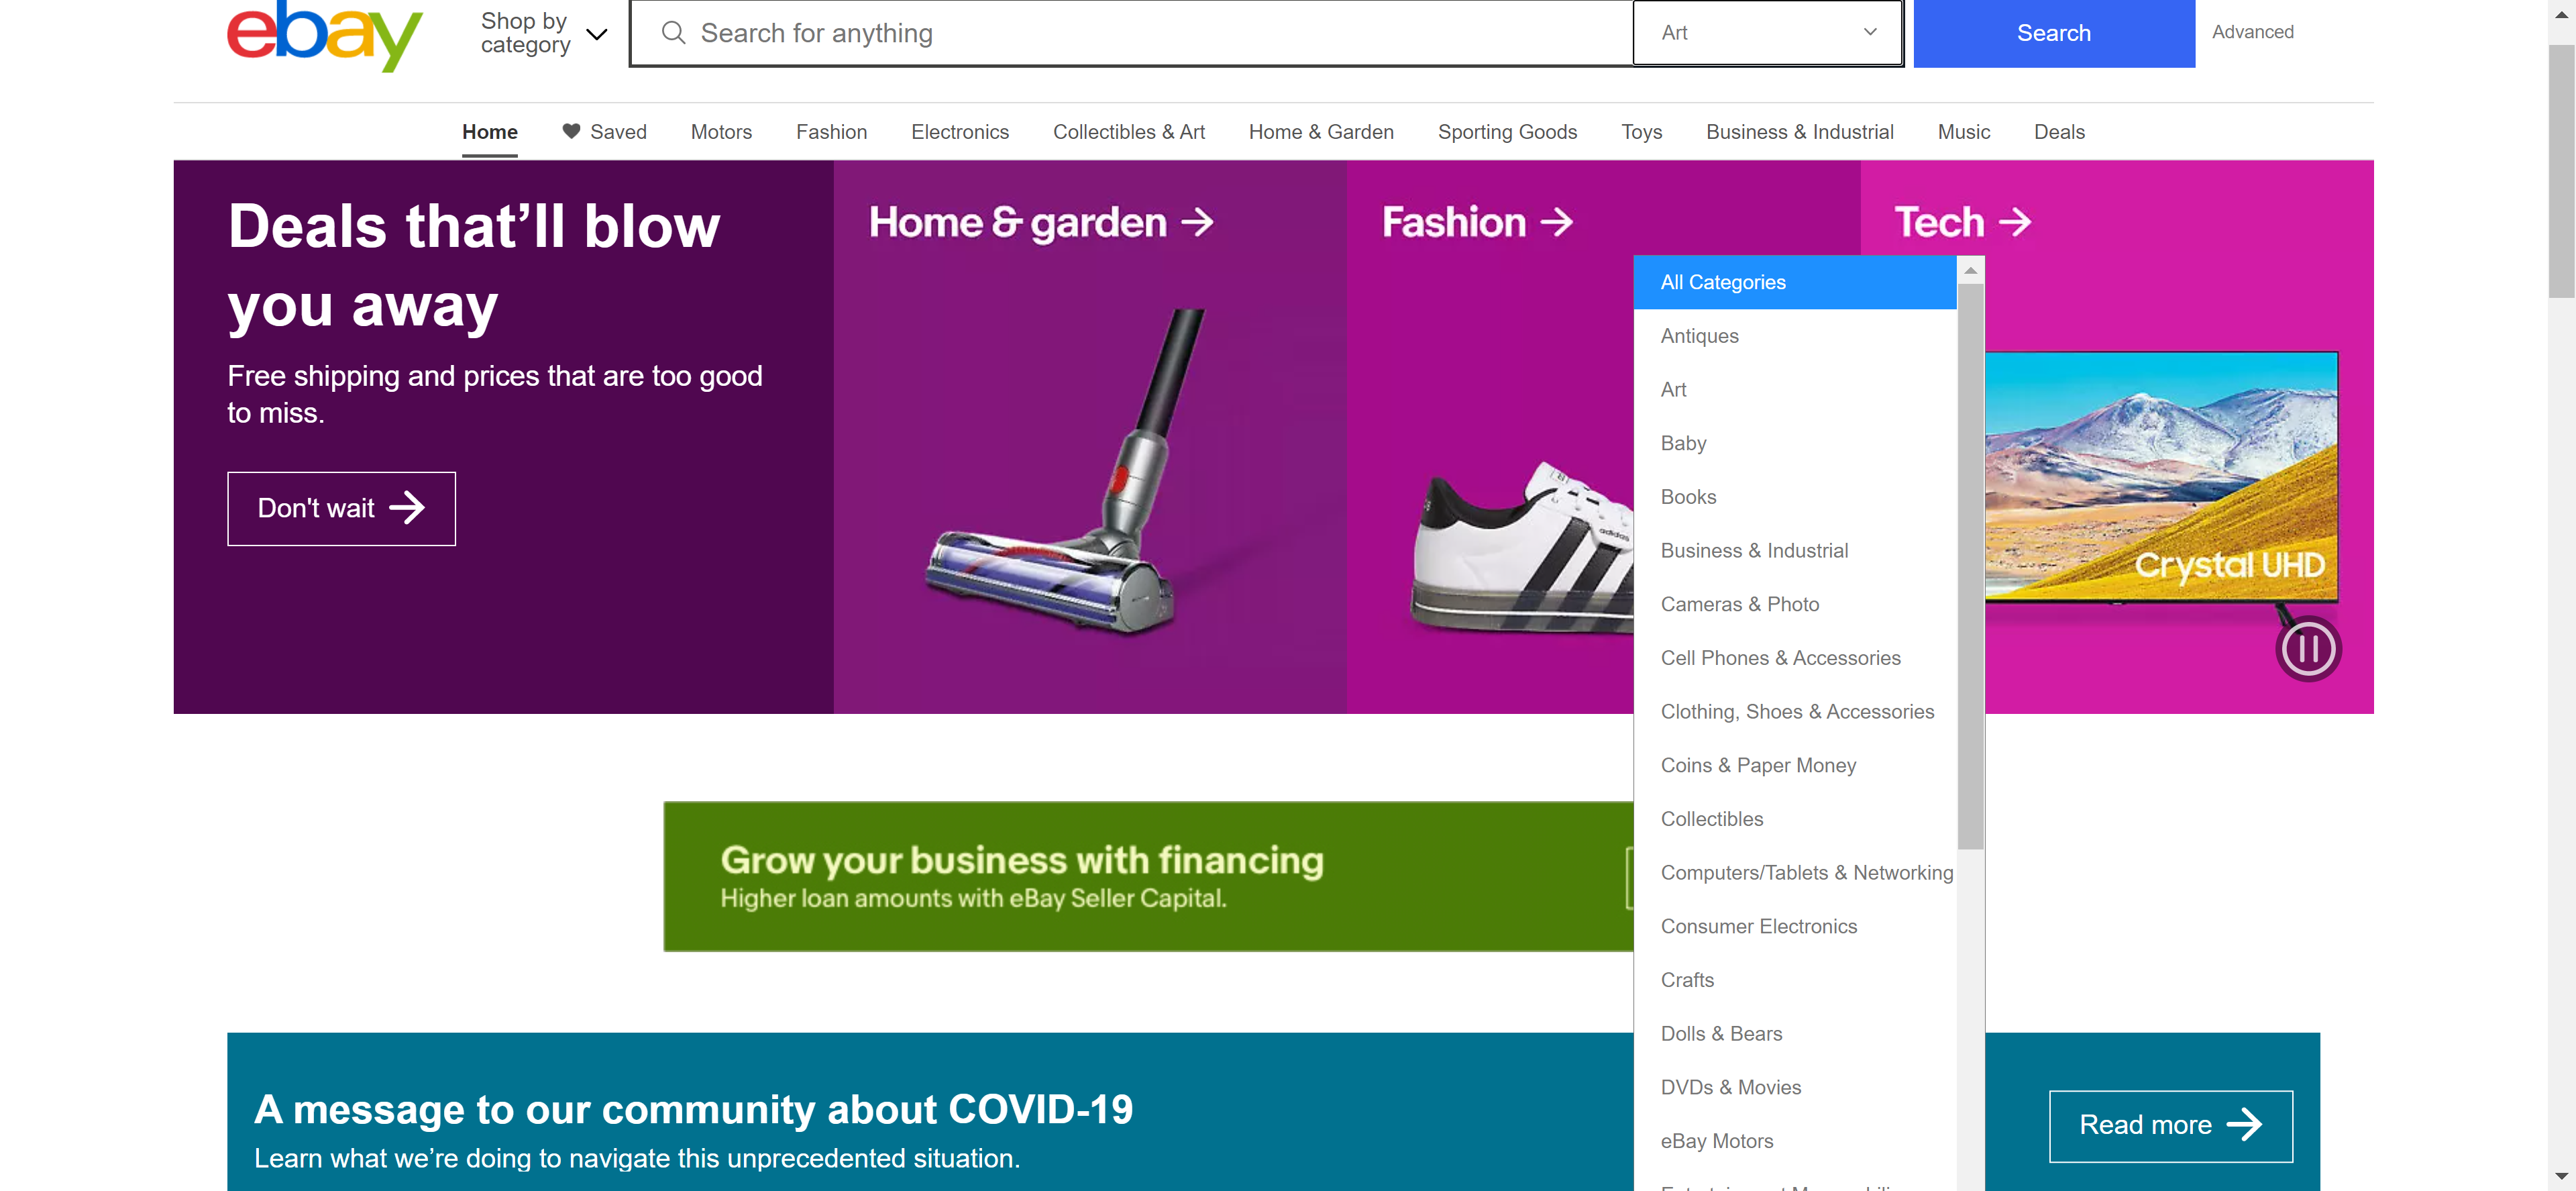 ebay
Shop by
category
Search for anything
Art
Search
Advanced
Home
Saved
Motors
Fashion
Electronics
Collectibles & Art
Home & Garden
Sporting Goods
Toys
Business & Industrial
Music
Deals
Deals that’ll blow
you away
Free shipping and prices that are too good
to miss.
Don't wait
Home & garden
Fashion
Tech
adidas
Crystal UHD
All Categories
Antiques
Art
Baby
Books
Business & Industrial
Cameras & Photo
Cell Phones & Accessories
Clothing, Shoes & Accessories
Coins & Paper Money
Collectibles
Computers/Tablets & Networking
Consumer Electronics
Crafts
Dolls & Bears
DVDs & Movies
eBay Motors
Grow your business with financing
Higher loan amounts with eBay Seller Capital.
A message to our community about COVID-19
Learn what we’re doing to navigate this unprecedented situation.
Read more